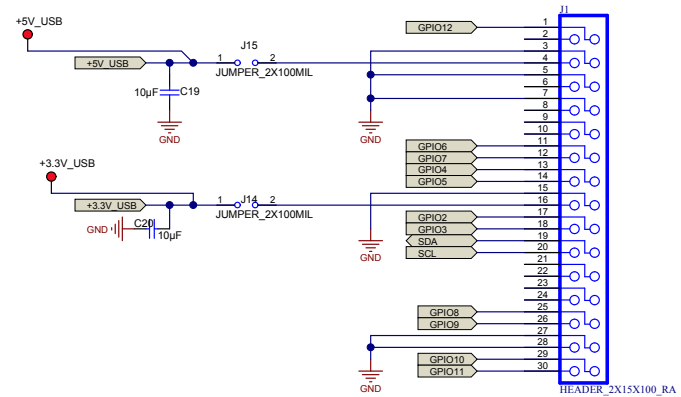 J1
+5V_USB
GPIO12
1
2
J15
3
+5V_USB
1
2
4
JUMPER_2X100MIL
5
6
10µF
C19
7
8
9
GND
GND
10
GPIO6
11
GPIO7
12
+3.3V_USB
GPIO4
13
GPIO5
14
15
J14
+3.3V_USB
1
2
16
JUMPER_2X100MIL
GPIO2
17
C20
GND
10µF
GPIO3
18
SDA
19
SCL
20
GND
21
22
23
24
GPIO8
25
GPIO9
26
27
28
GPIO10
29
GPIO11
30
GND
HEADER_2X15X100_RA